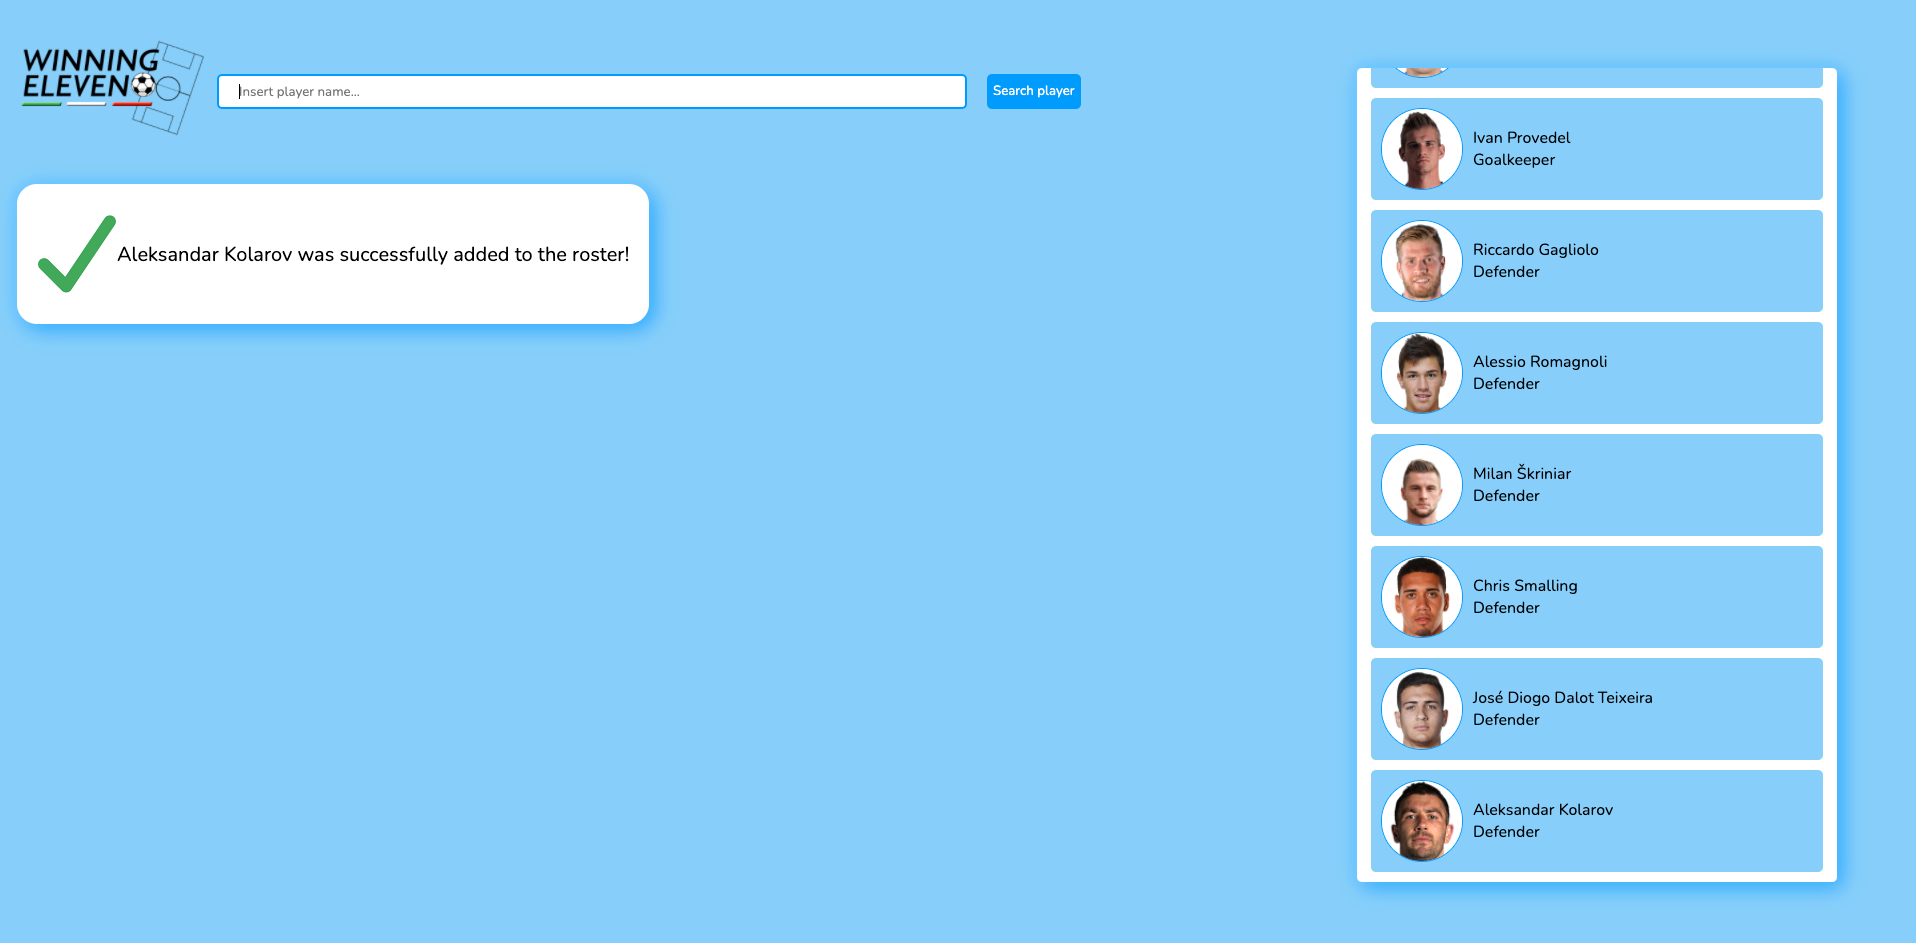 WINNING
ELEVEN
Insert player name...
Search player
Aleksandar Kolarov was successfully added to the roster!
Ivan Provedel
Goalkeeper
Riccardo Gagliolo
Defender
Alessio Romagnoli
Defender
Milan Škriniar
Defender
Chris Smalling
Defender
José Diogo Dalot Teixeira
Defender
Aleksandar Kolarov
Defender